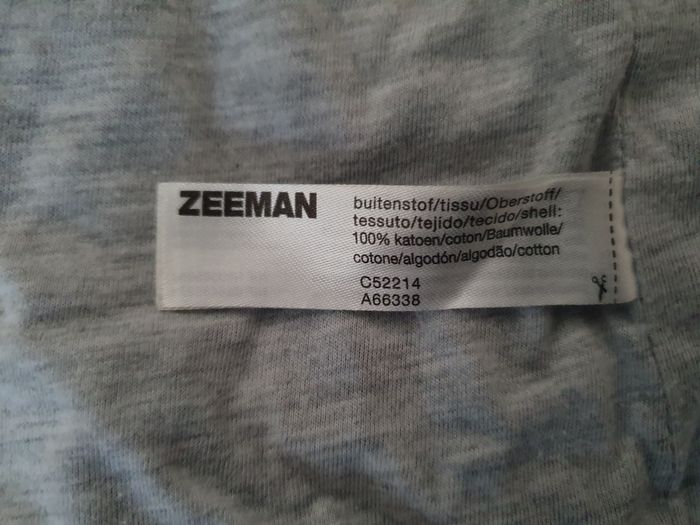 ZEEMAN
buitenstof/tissu/Oberstoff/
tessuto/tejido/tecido/shell:
100% katoen/coton/Baumwolle/
cotone/algodón/algodão/cotton
C52214
A66338